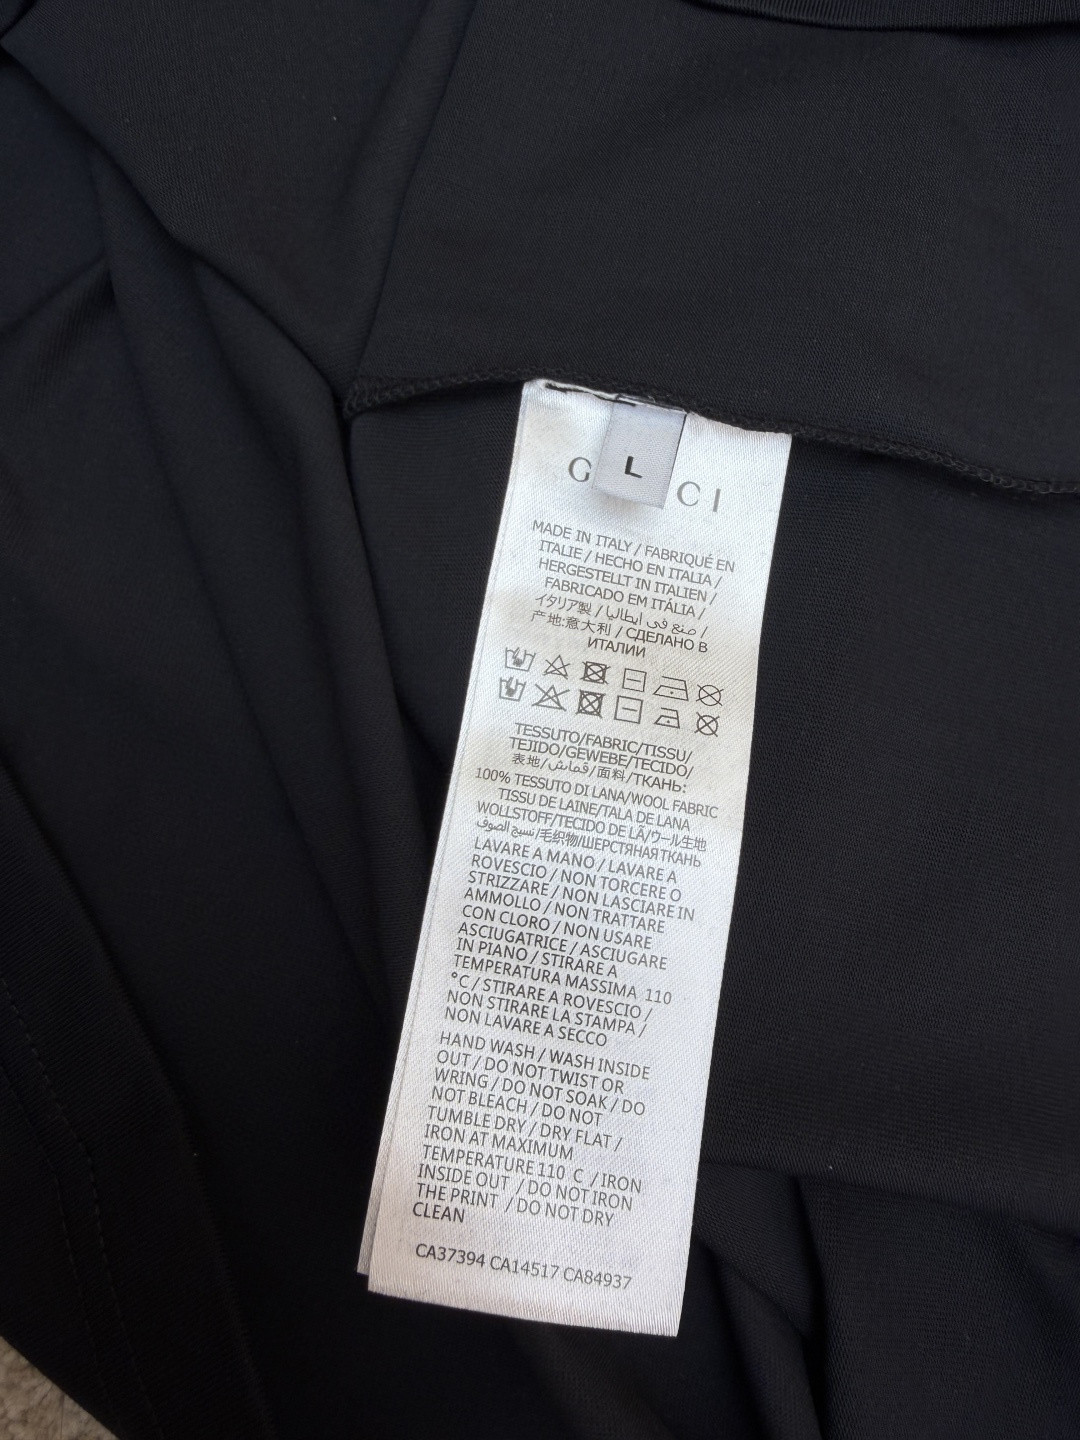 L
G CI
MADE IN ITALY / FABRIQUÉ EN
ITALIE / HECHO EN ITALIA /
HERGESTELLT IN ITALIEN /
FABRICADO EM ITÁLIA /
イタリア製 / صنع في ايطاليا /
产地:意大利 / СДЕЛАНО В
ИТАЛИИ
TESSUTO/FABRIC/TISSU/
TEJIDO/GEWEBE/TECIDO/
表地/قماش/面料/ТКАНЬ:
100% TESSUTO DI LANA/WOOL FABRIC
TISSU DE LAINE/TALA DE LANA
WOLLSTOFF/TECIDO DE LÃ/ウール生地
نسيج الصوف/毛织物/ШЕРСТЯНАЯ ТКАНЬ
LAVARE A MANO / LAVARE A
ROVESCIO / NON TORCERE O
STRIZZARE / NON LASCIARE IN
AMMOLLO / NON TRATTARE
CON CLORO / NON USARE
ASCIUGATRICE / ASCIUGARE
IN PIANO / STIRARE A
TEMPERATURA MASSIMA 110
°C / STIRARE A ROVESCIO /
NON STIRARE LA STAMPA /
NON LAVARE A SECCO
HAND WASH / WASH INSIDE
OUT / DO NOT TWIST OR
WRING / DO NOT SOAK / DO
NOT BLEACH / DO NOT
TUMBLE DRY / DRY FLAT /
IRON AT MAXIMUM
TEMPERATURE 110 C / IRON
INSIDE OUT / DO NOT IRON
THE PRINT / DO NOT DRY
CLEAN
CA37394 CA14517 CA84937